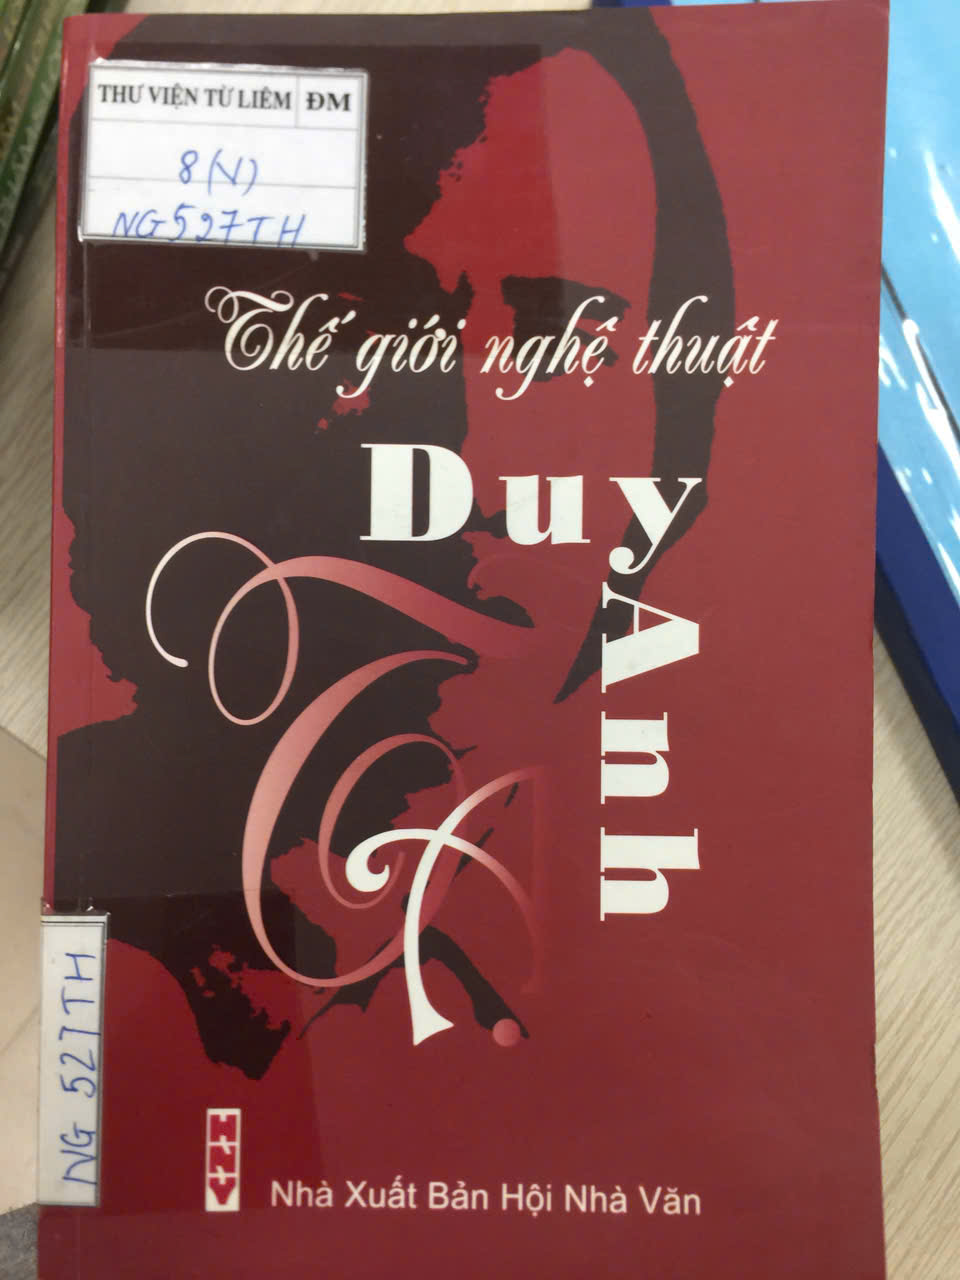 THƯ VIỆN TỪ LIÊM ĐM
8(V)
NG527TH
Thế giới nghệ thuật
Duy
Anh
NG 527TH
HNV
Nhà Xuất Bản Hội Nhà Văn